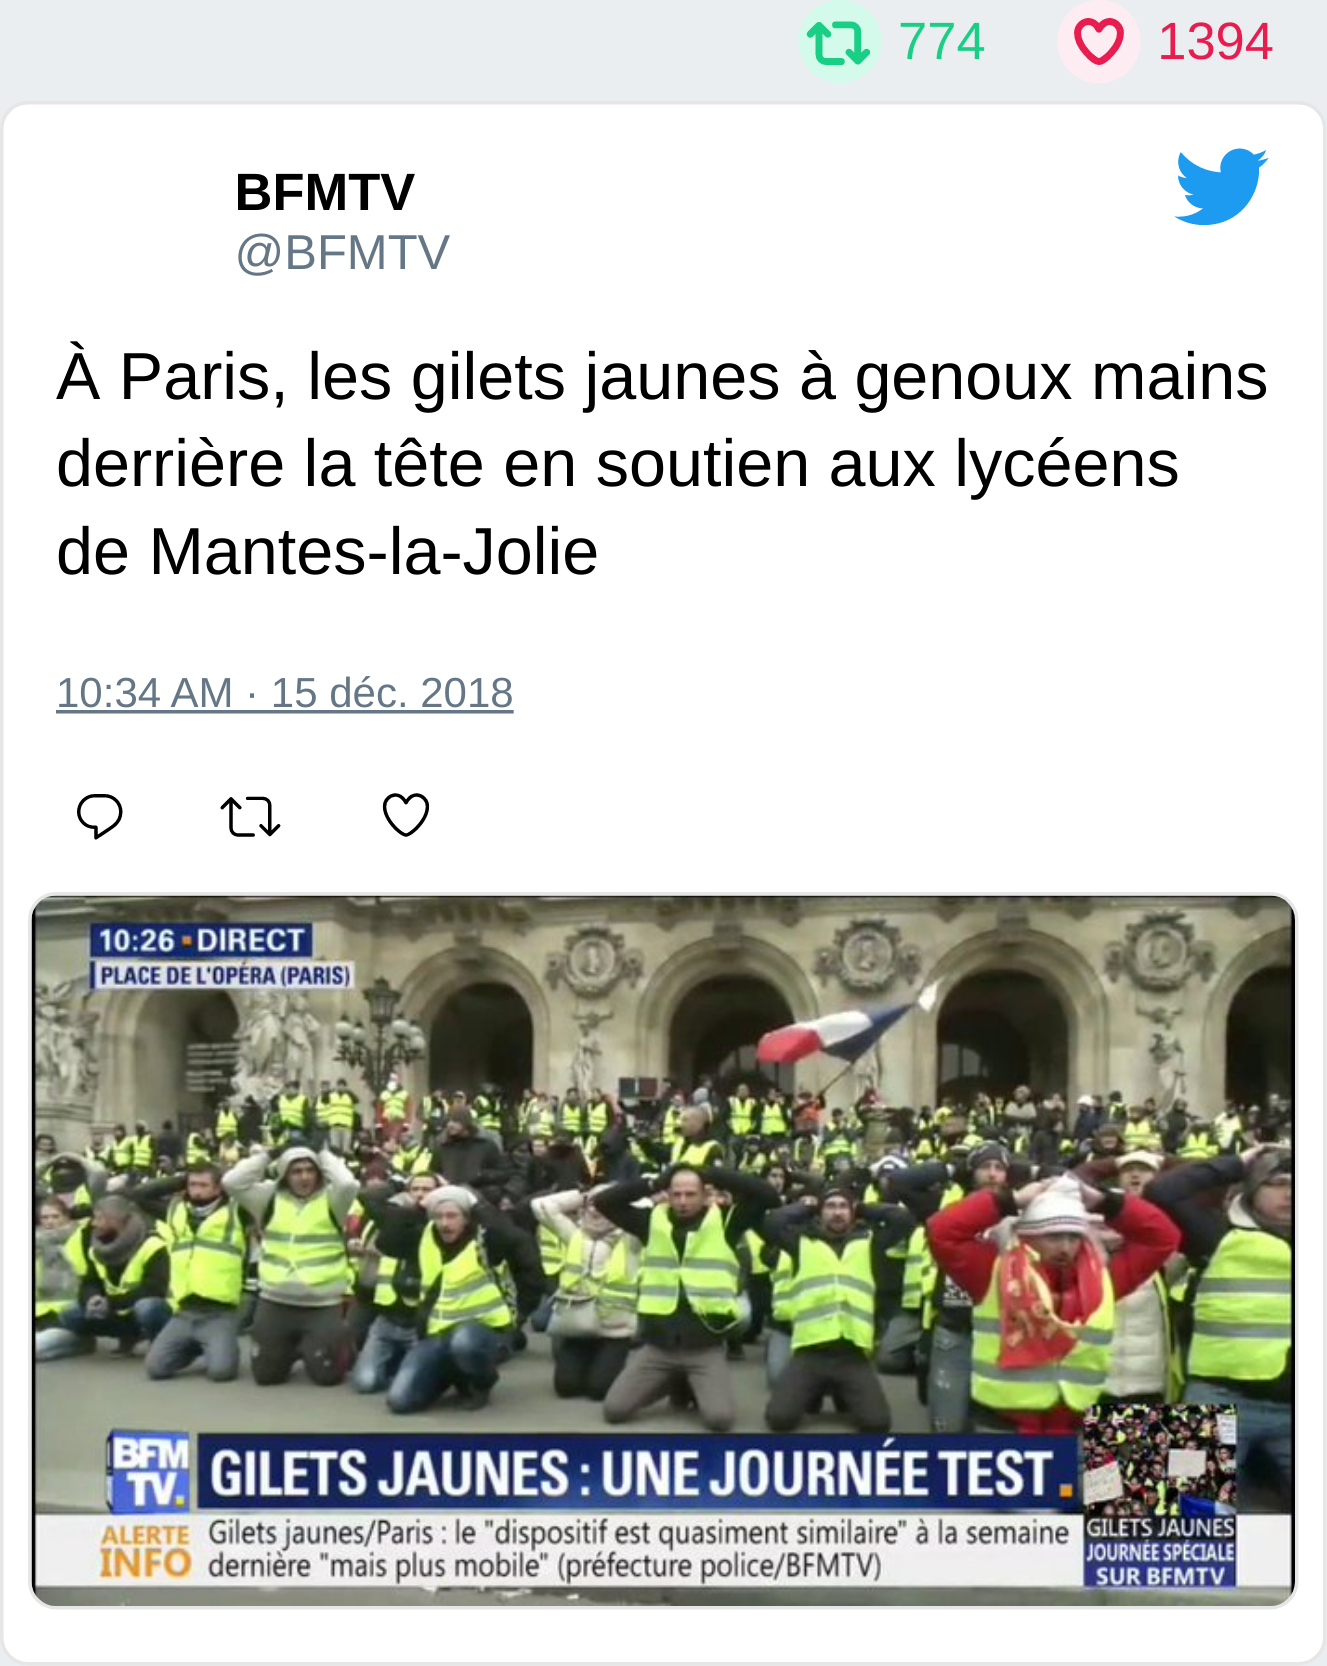 774 1394
BFMTV
@BFMTV
À Paris, les gilets jaunes à genoux mains
derrière la tête en soutien aux lycéens
de Mantes-la-Jolie
10:34 AM · 15 déc. 2018
10:26 DIRECT
PLACE DE L'OPÉRA (PARIS)
BFM
TV.
GILETS JAUNES : UNE JOURNÉE TEST.
ALERTE
INFO
Gilets jaunes/Paris : le "dispositif est quasiment similaire" à la semaine
dernière "mais plus mobile" (préfecture police/BFMTV)
GILETS JAUNES
JOURNÉE SPÉCIALE
SUR BFMTV